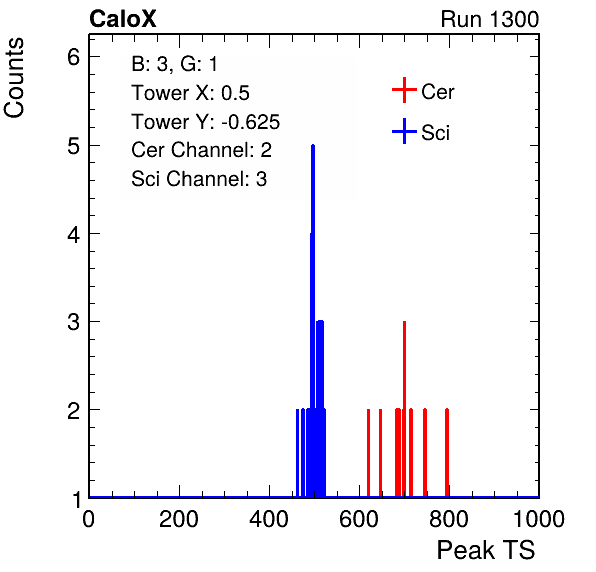 CaloX Run 1300
Counts
B: 3, G: 1
Tower X: 0.5
Tower Y: -0.625
Cer Channel: 2
Sci Channel: 3
Cer
Sci
6
5
4
3
2
1
0 200 400 600 800 1000
Peak TS